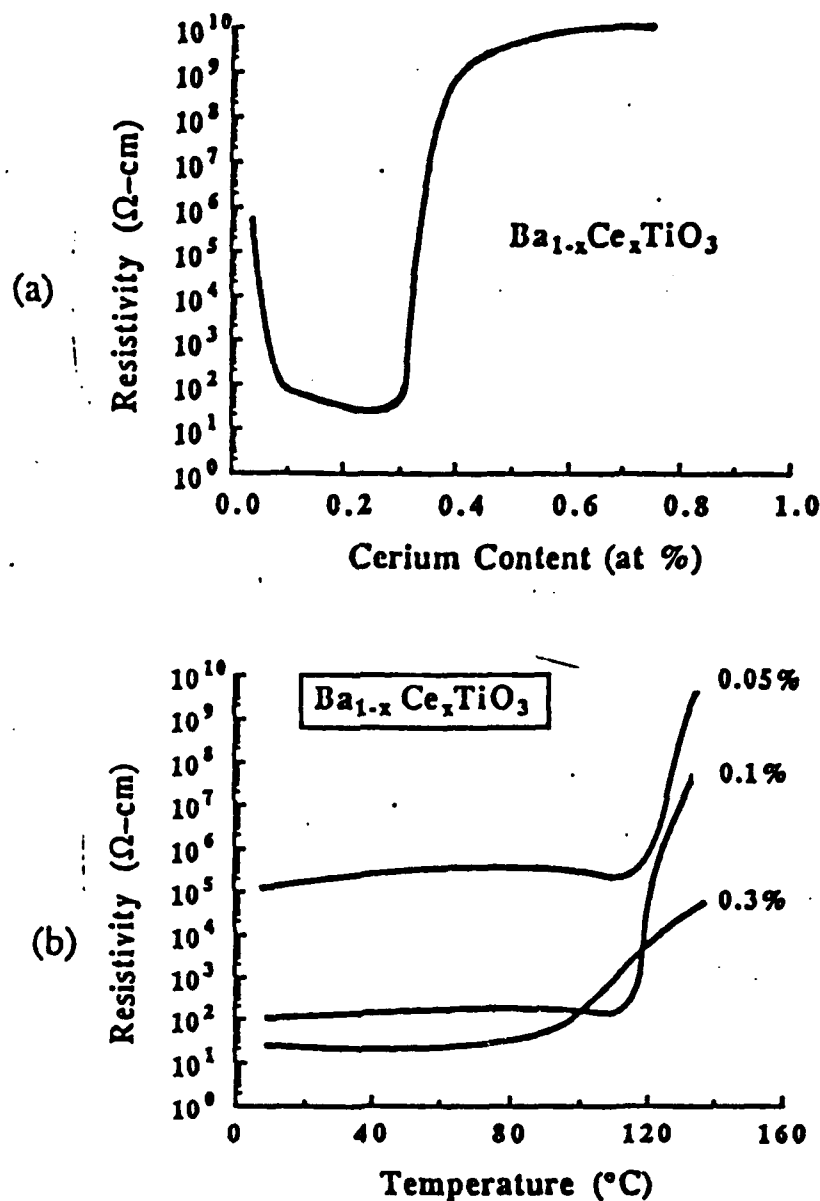 (a)
Resistivity (Ω–cm)
10¹⁰
10⁹
10⁸
10⁷
10⁶
10⁵
10⁴
10³
10²
10¹
10⁰
Ba₁₋ₓCeₓTiO₃
0.0 0.2 0.4 0.6 0.8 1.0
Cerium Content (at %)
(b)
Resistivity (Ω–cm)
10¹⁰
10⁹
10⁸
10⁷
10⁶
10⁵
10⁴
10³
10²
10¹
10⁰
Ba₁₋ₓ CeₓTiO₃
0.05%
0.1%
0.3%
0 40 80 120 160
Temperature (°C)